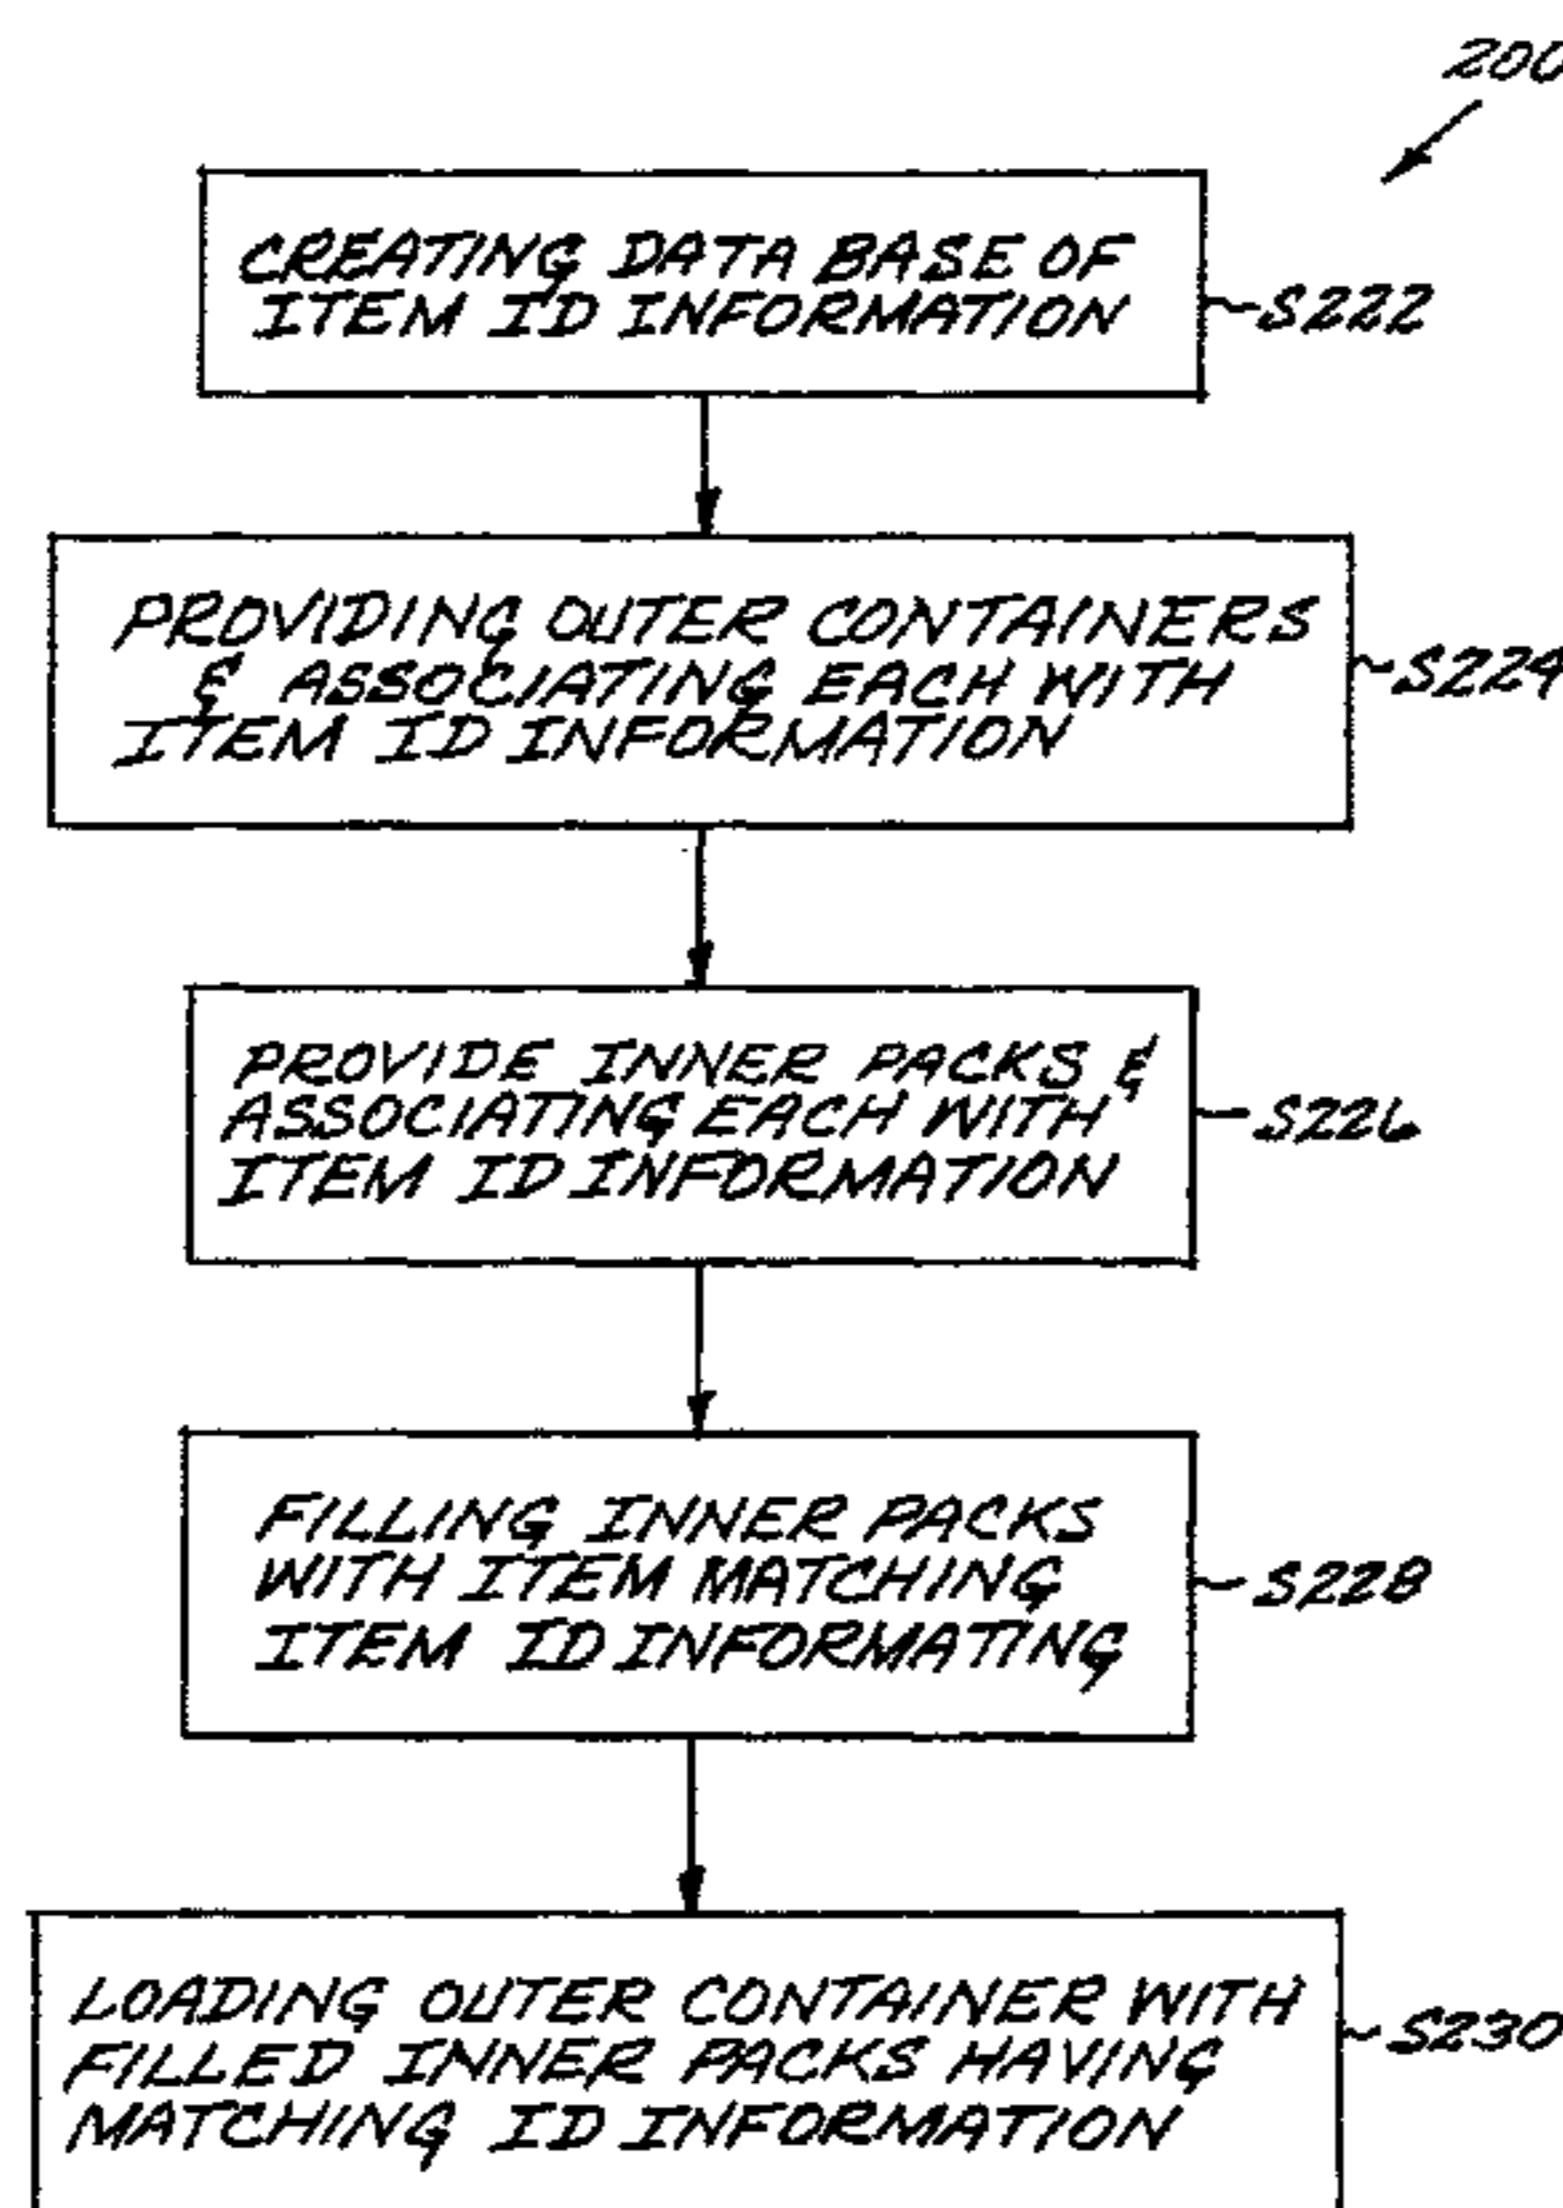 200
CREATING DATA BASE OF
ITEM ID INFORMATION
S222
PROVIDING OUTER CONTAINERS
& ASSOCIATING EACH WITH
ITEM ID INFORMATION
S224
PROVIDE INNER PACKS &
ASSOCIATING EACH WITH
ITEM ID INFORMATION
S226
FILLING INNER PACKS
WITH ITEM MATCHING
ITEM ID INFORMATING
S228
LOADING OUTER CONTAINER WITH
FILLED INNER PACKS HAVING
MATCHING ID INFORMATION
S230